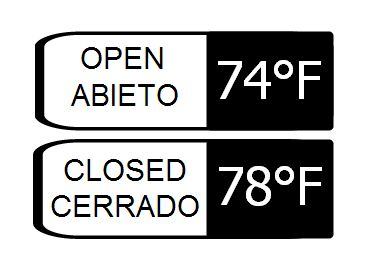 OPEN
ABIETO
74°F
CLOSED
CERRADO
78°F